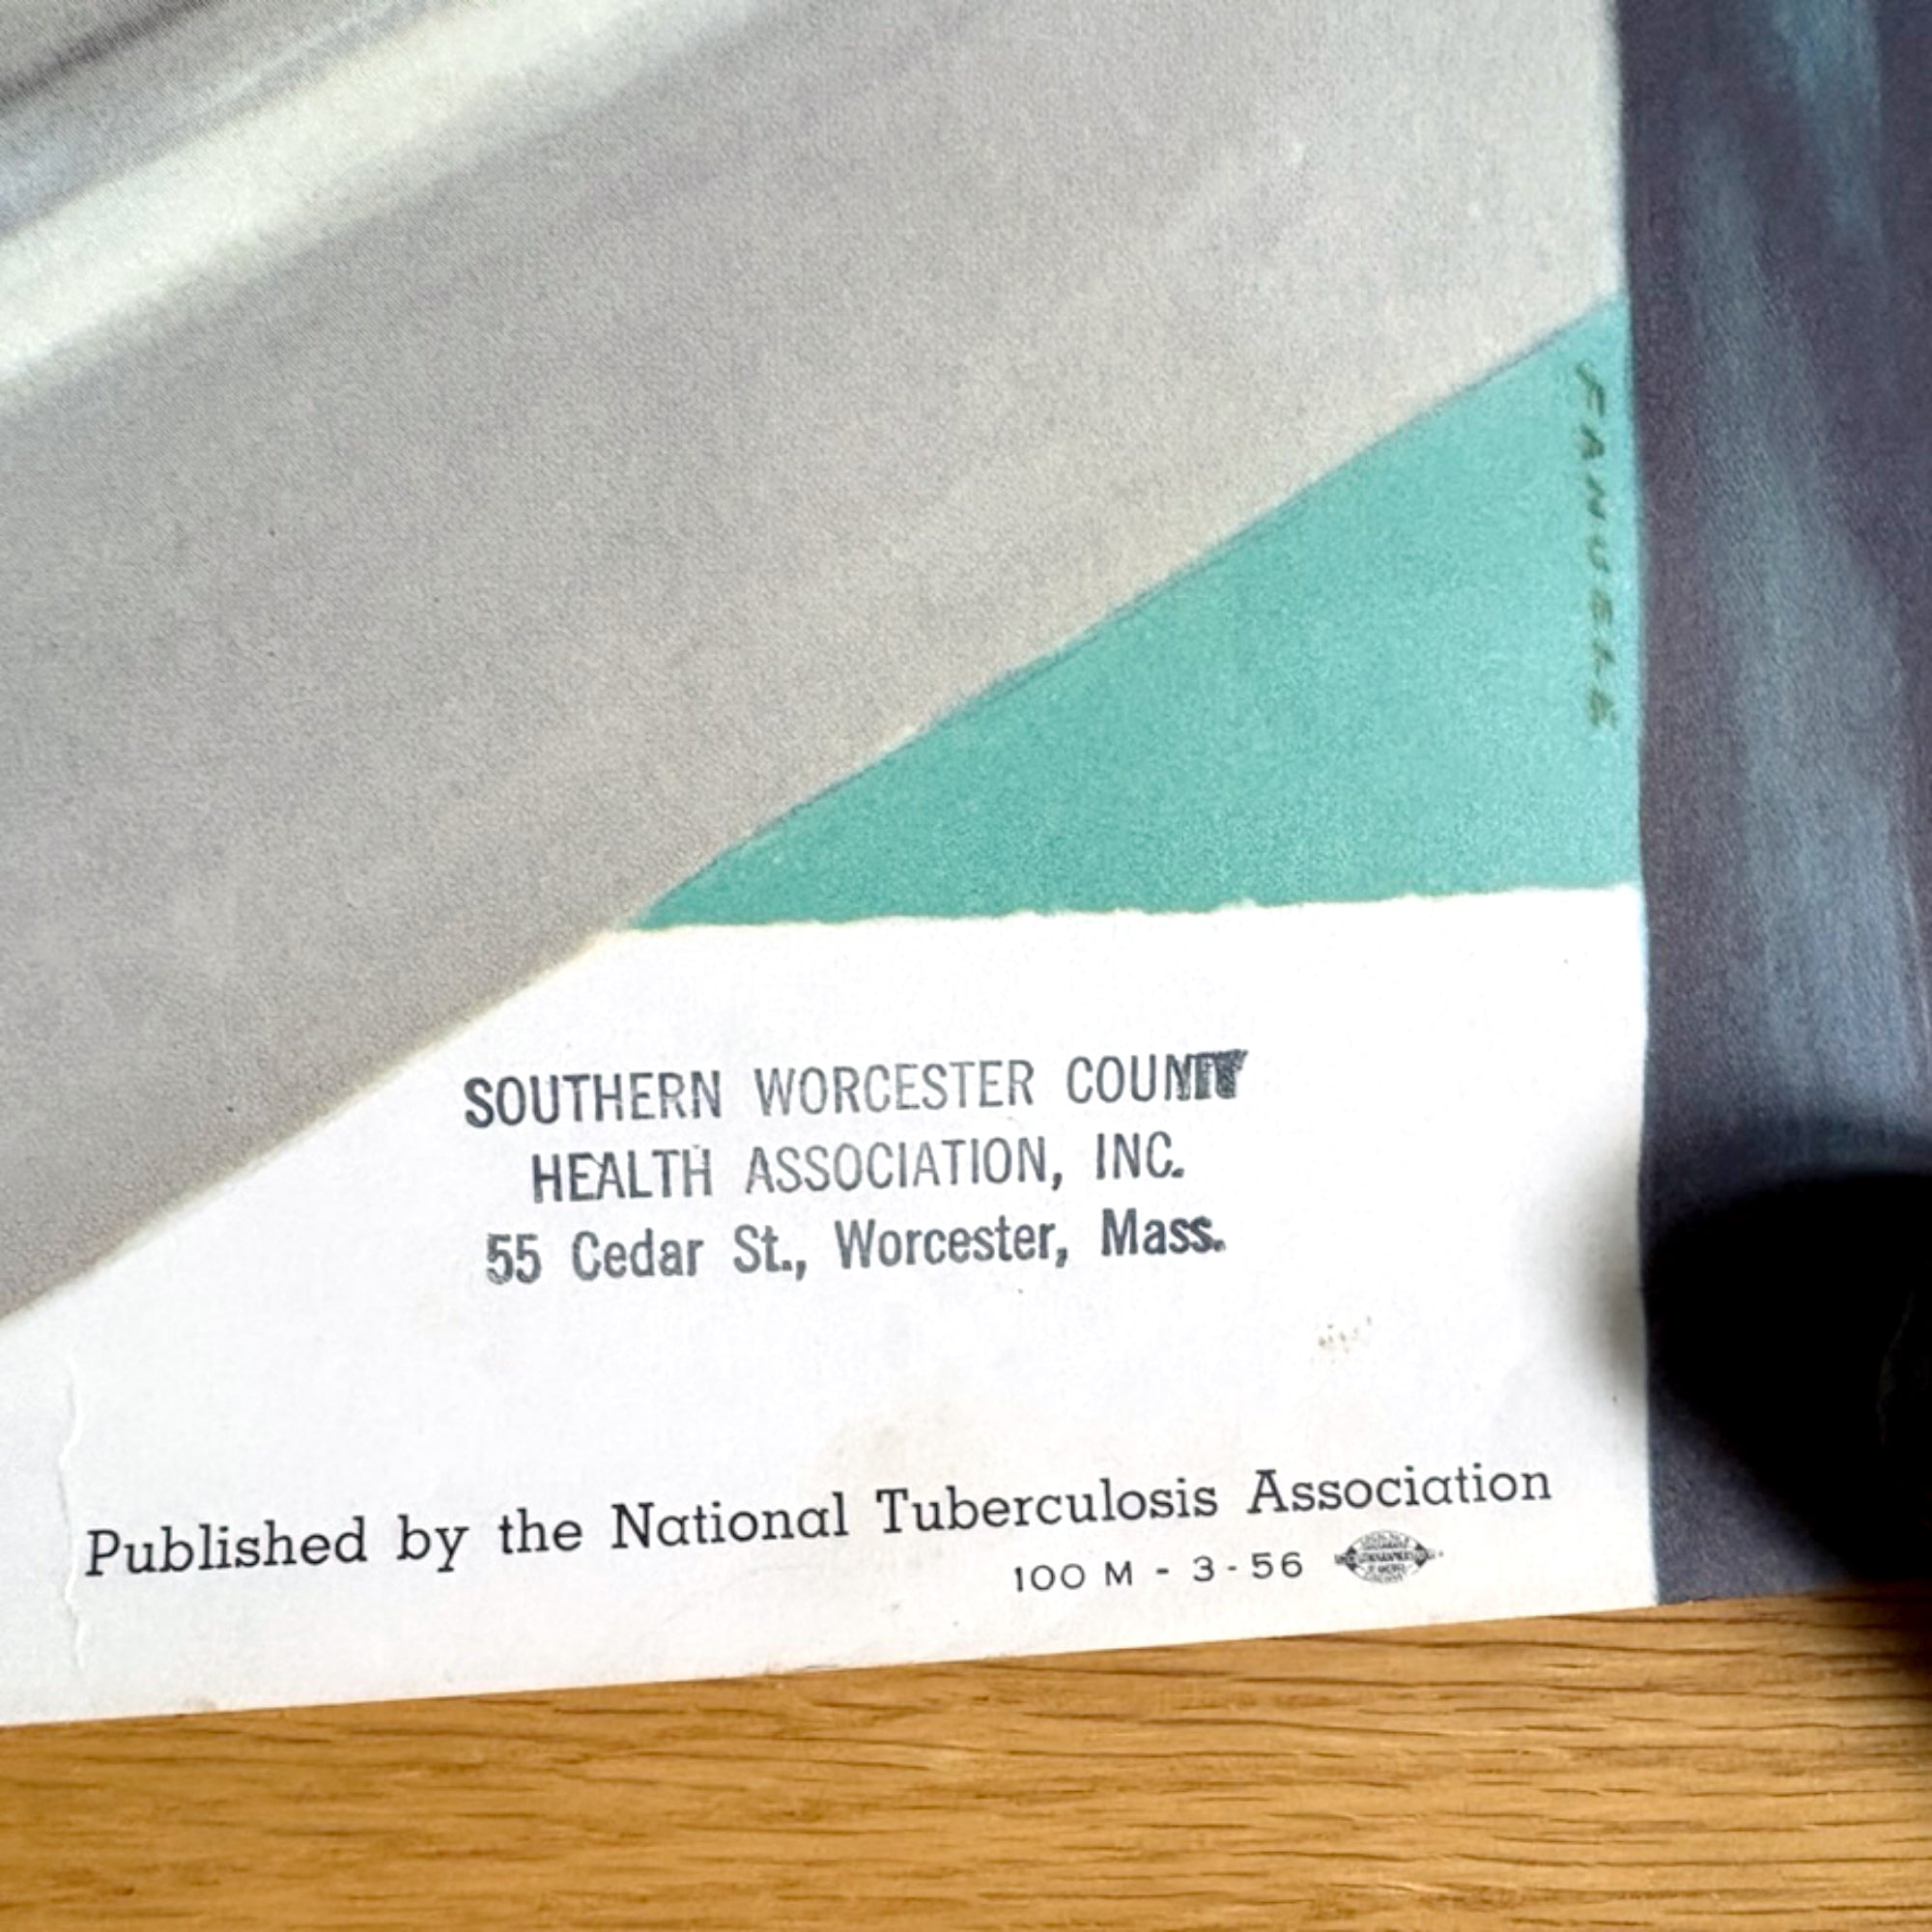 FANUELE
SOUTHERN WORCESTER COUNTY
HEALTH ASSOCIATION, INC.
55 Cedar St., Worcester, Mass.
Published by the National Tuberculosis Association
100 M - 3 - 56